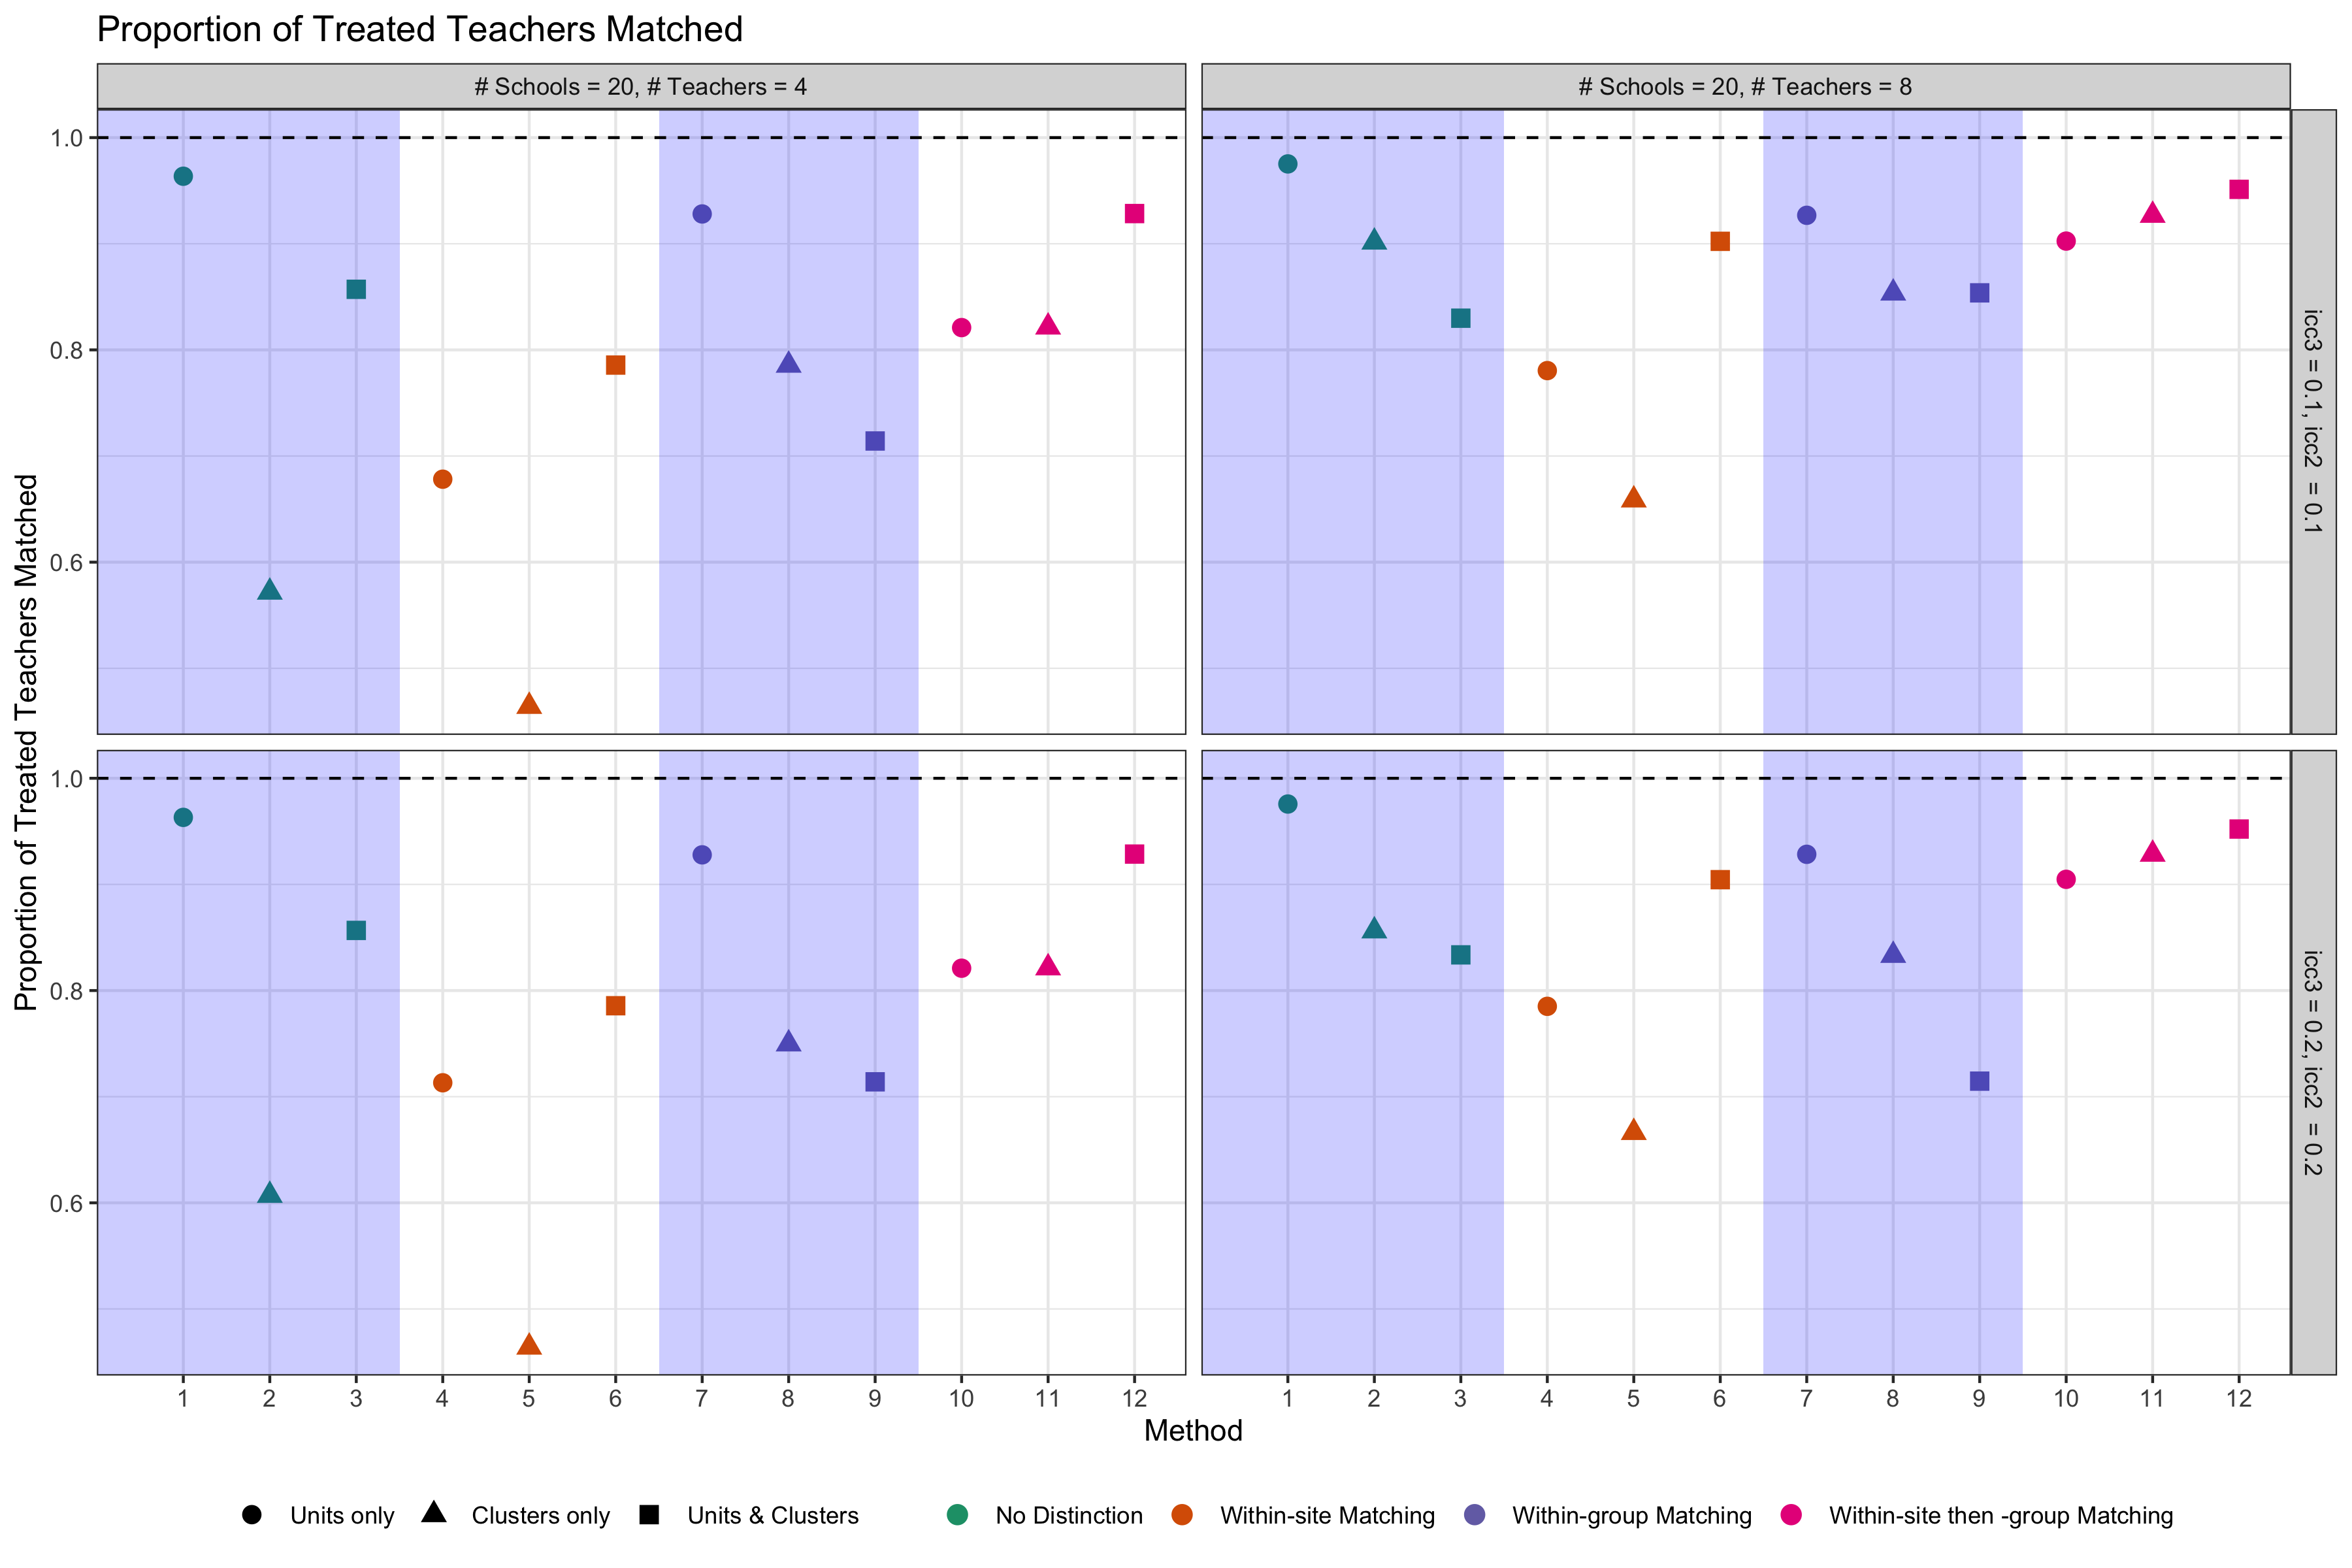 Proportion of Treated Teachers Matched
# Schools = 20, # Teachers = 4
# Schools = 20, # Teachers = 8
Proportion of Treated Teachers Matched
1.0
0.8
0.6
icc3 = 0.1, icc2 = 0.1
1.0
0.8
0.6
icc3 = 0.2, icc2 = 0.2
1 2 3 4 5 6 7 8 9 10 11 12
1 2 3 4 5 6 7 8 9 10 11 12
Method
Units only Clusters only Units & Clusters No Distinction Within-site Matching Within-group Matching Within-site then -group Matching